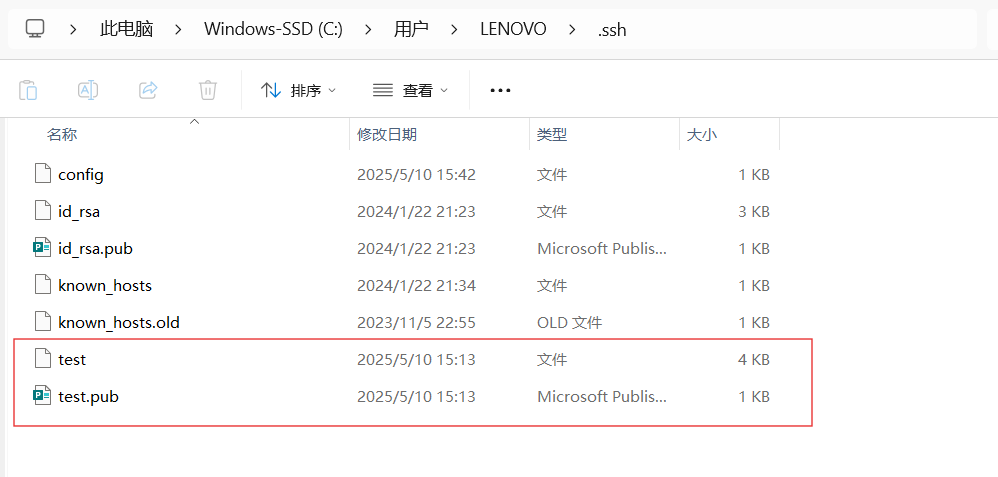 此电脑 > Windows-SSD (C:) > 用户 > LENOVO > .ssh
排序 查看 ...
名称 修改日期 类型 大小
config 2025/5/10 15:42 文件 1 KB
id_rsa 2024/1/22 21:23 文件 3 KB
id_rsa.pub 2024/1/22 21:23 Microsoft Publis... 1 KB
known_hosts 2024/1/22 21:34 文件 1 KB
known_hosts.old 2023/11/5 22:55 OLD 文件 1 KB
test 2025/5/10 15:13 文件 4 KB
test.pub 2025/5/10 15:13 Microsoft Publis... 1 KB